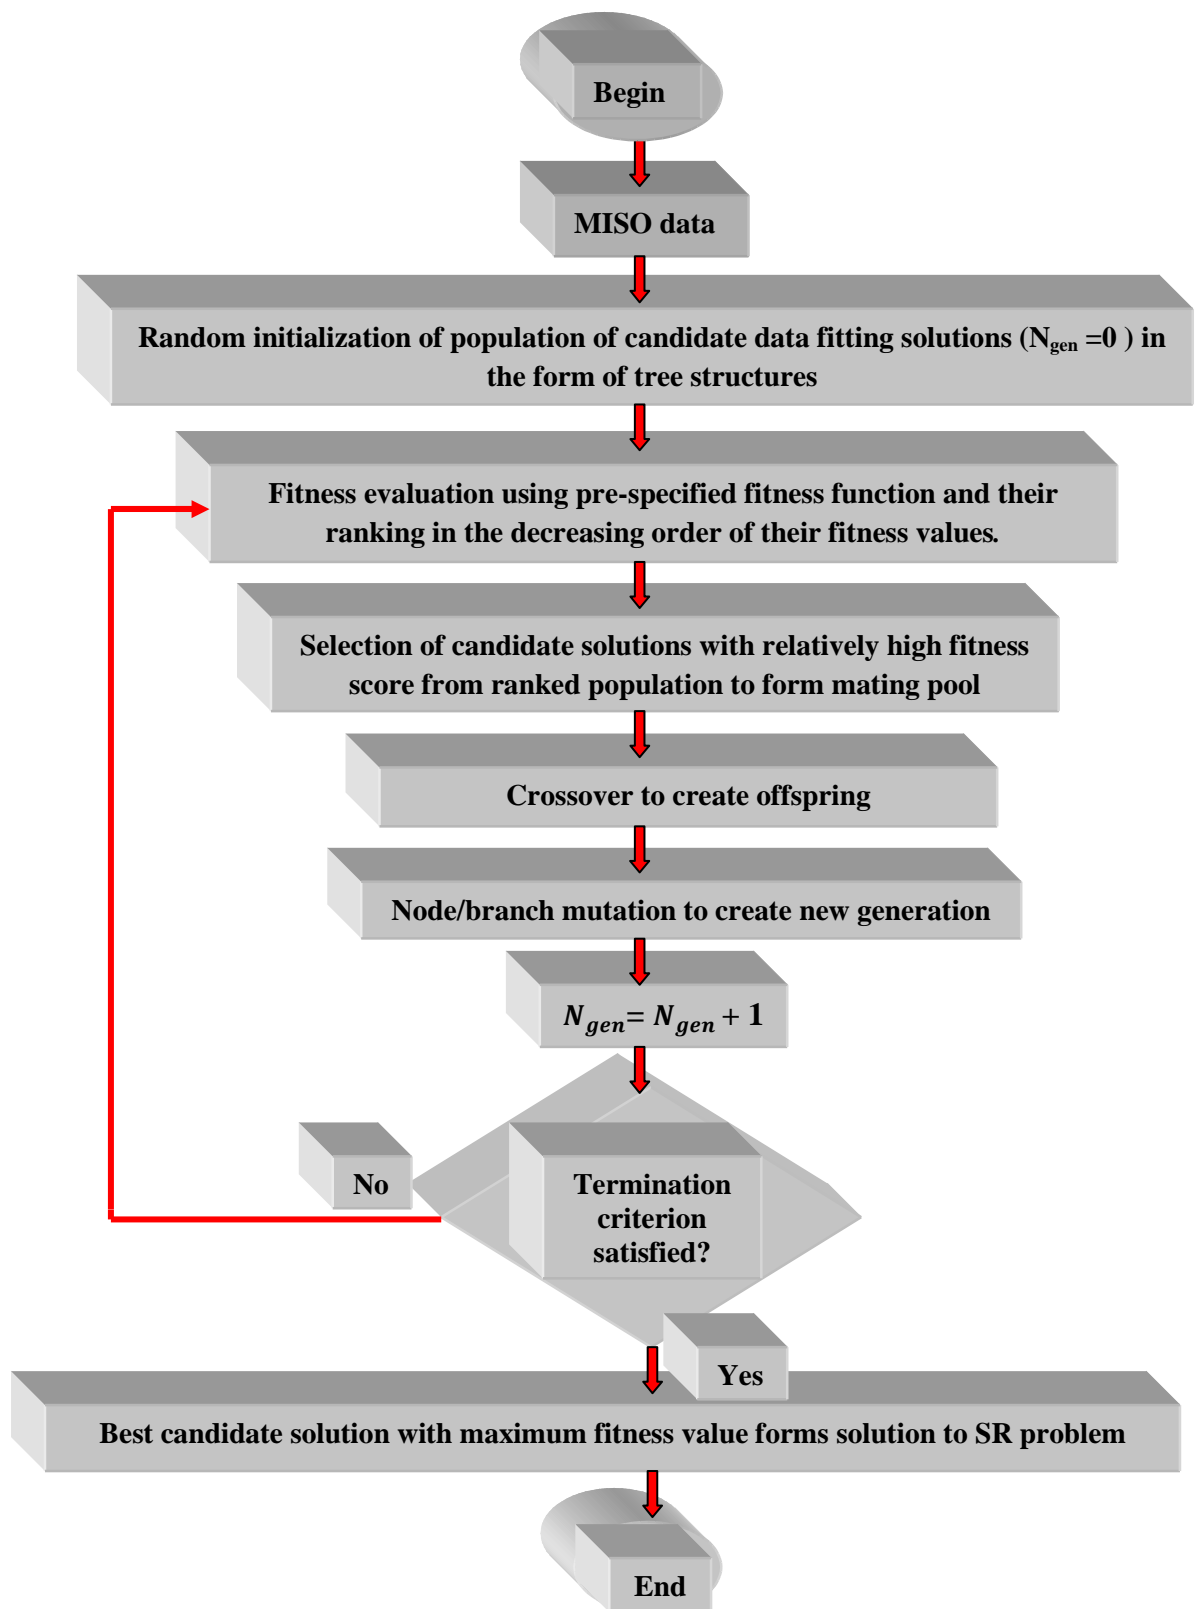 Begin
MISO data
Random initialization of population of candidate data fitting solutions (Ngen =0 ) in
the form of tree structures
Fitness evaluation using pre-specified fitness function and their
ranking in the decreasing order of their fitness values.
Selection of candidate solutions with relatively high fitness
score from ranked population to form mating pool
Crossover to create offspring
Node/branch mutation to create new generation
Ngen= Ngen + 1
No
Termination
criterion
satisfied?
Yes
Best candidate solution with maximum fitness value forms solution to SR problem
End